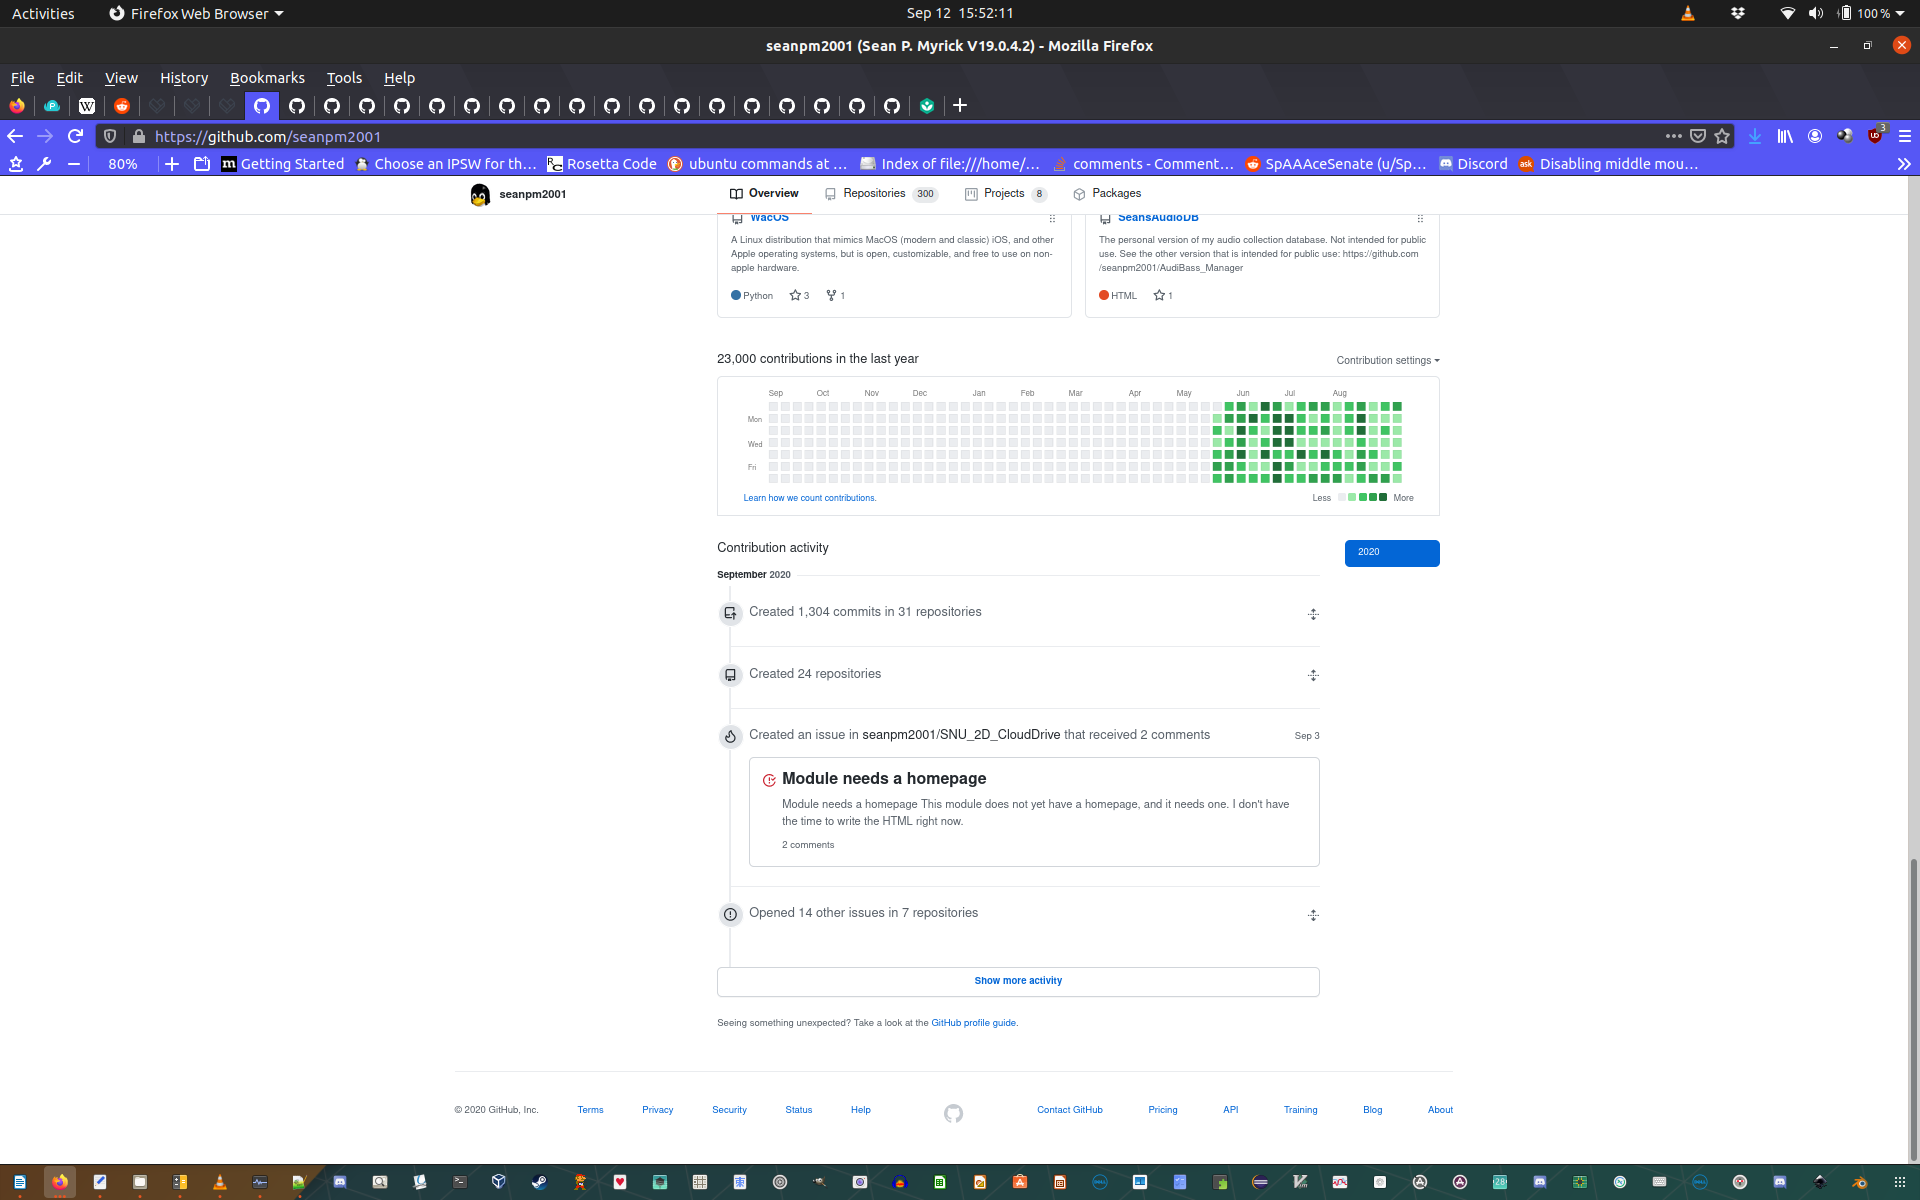 Activities
Firefox Web Browser
Sep 12 15:52:11
100 %
seanpm2001 (Sean P. Myrick V19.0.4.2) - Mozilla Firefox
File Edit View History Bookmarks Tools Help
https://github.com/seanpm2001
3
80%
Getting Started
Choose an IPSW for th…
Rosetta Code
ubuntu commands at …
Index of file:///home/…
comments - Comment…
SpAAAceSenate (u/Sp…
Discord
Disabling middle mou…
seanpm2001
Overview
Repositories 300
Projects 8
Packages
WacOS
A Linux distribution that mimics MacOS (modern and classic) iOS, and other
Apple operating systems, but is open, customizable, and free to use on non-
apple hardware.
Python 3 1
SeansAudioDB
The personal version of my audio collection database. Not intended for public
use. See the other version that is intended for public use: https://github.com
/seanpm2001/AudiBass_Manager
HTML 1
23,000 contributions in the last year
Contribution settings
Sep Oct Nov Dec Jan Feb Mar Apr May Jun Jul Aug
Mon
Wed
Fri
Learn how we count contributions.
Less More
Contribution activity
2020
September 2020
Created 1,304 commits in 31 repositories
Created 24 repositories
Created an issue in seanpm2001/SNU_2D_CloudDrive that received 2 comments
Sep 3
Module needs a homepage
Module needs a homepage This module does not yet have a homepage, and it needs one. I don't have
the time to write the HTML right now.
2 comments
Opened 14 other issues in 7 repositories
Show more activity
Seeing something unexpected? Take a look at the GitHub profile guide.
© 2020 GitHub, Inc. Terms Privacy Security Status Help Contact GitHub Pricing API Training Blog About